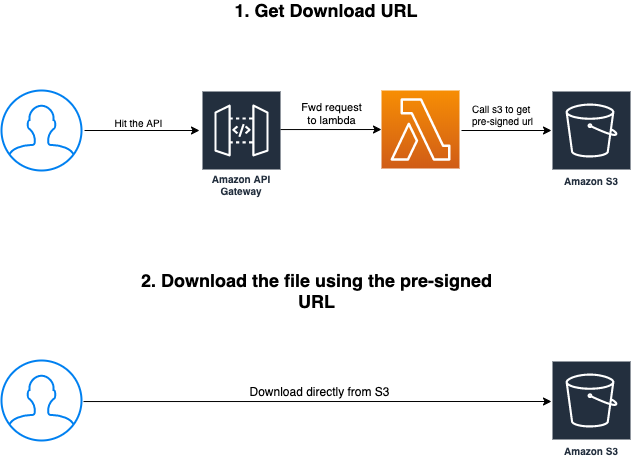 1. Get Download URL
Hit the API
Fwd request
to lambda
Call s3 to get
pre-signed url
</>
Amazon API
Gateway
Amazon S3
2. Download the file using the pre-signed
URL
Download directly from S3
Amazon S3